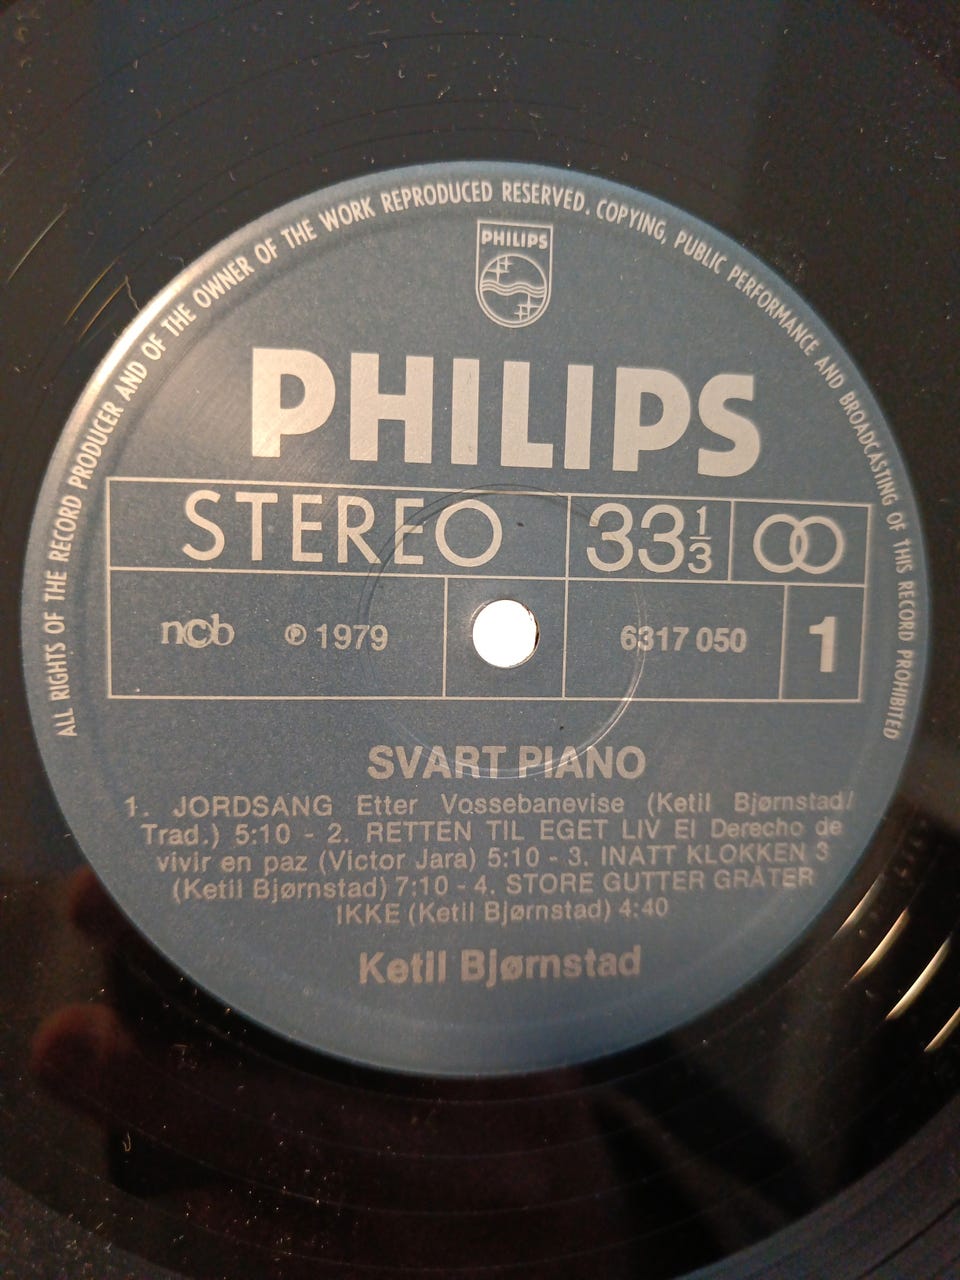 ALL RIGHTS OF THE RECORD PRODUCER AND OF THE OWNER OF THE WORK REPRODUCED RESERVED. COPYING, PUBLIC PERFORMANCE AND BROADCASTING OF THIS RECORD PROHIBITED
PHILIPS
PHILIPS
STEREO 33 1/3
ncb ℗ 1979 6317 050 1
SVART PIANO
1. JORDSANG Etter Vossebanevise (Ketil Bjørnstad/
Trad.) 5:10 - 2. RETTEN TIL EGET LIV El Derecho de
vivir en paz (Victor Jara) 5:10 - 3. INATT KLOKKEN 3
(Ketil Bjørnstad) 7:10 - 4. STORE GUTTER GRÅTER
IKKE (Ketil Bjørnstad) 4:40
Ketil Bjørnstad